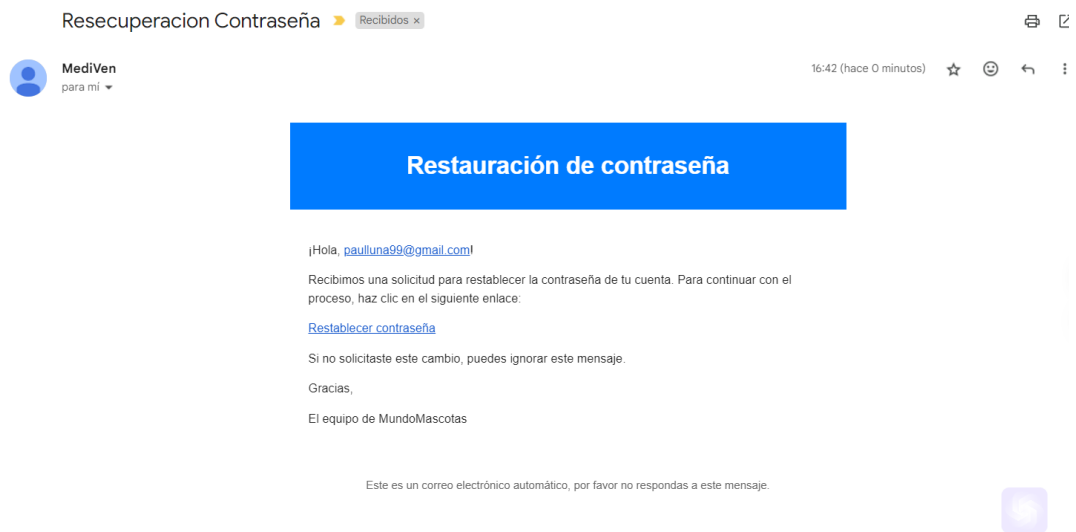 Resecuperacion Contraseña Recibidos ×
MediVen
16:42 (hace 0 minutos)
para mí
Restauración de contraseña
¡Hola, paulluna99@gmail.com!
Recibimos una solicitud para restablecer la contraseña de tu cuenta. Para continuar con el
proceso, haz clic en el siguiente enlace:
Restablecer contraseña
Si no solicitaste este cambio, puedes ignorar este mensaje.
Gracias,
El equipo de MundoMascotas
Este es un correo electrónico automático, por favor no respondas a este mensaje.